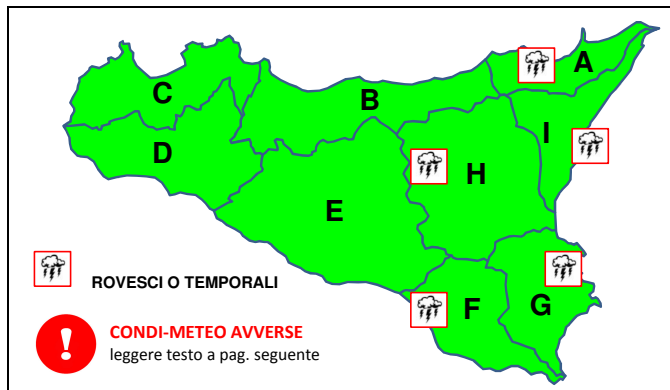 A
C
B
I
D
H
E
F
G
ROVESCI O TEMPORALI
CONDI-METEO AVVERSE
leggere testo a pag. seguente